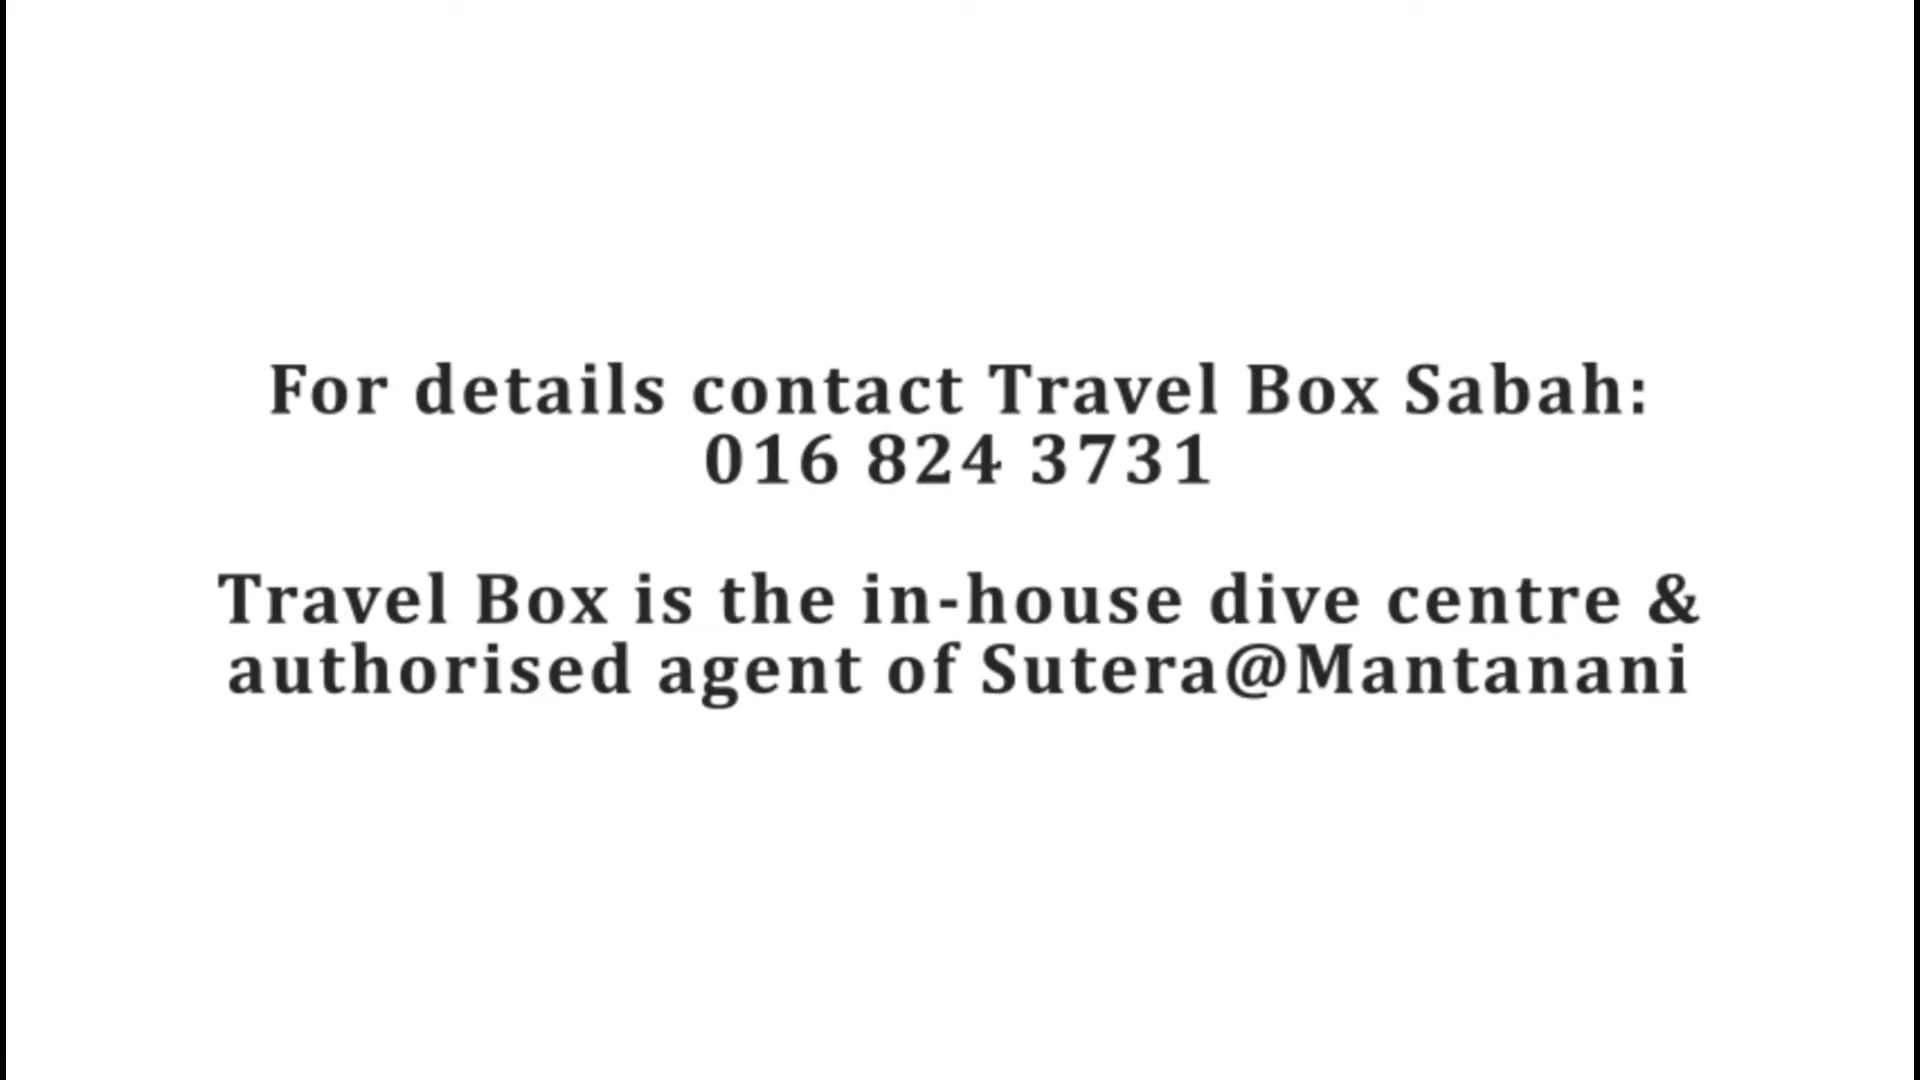 For details contact Travel Box Sabah:
016 824 3731
Travel Box is the in-house dive centre &
authorised agent of Sutera@Mantanani